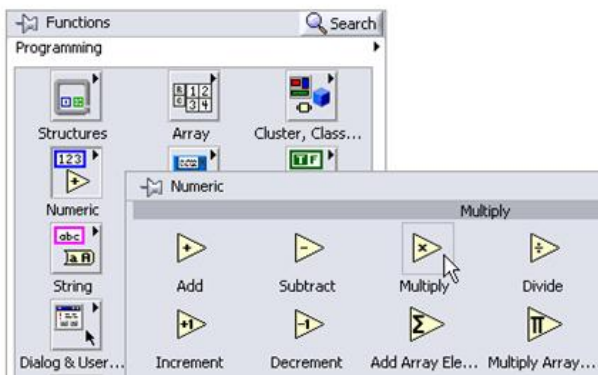 Functions
Search
Programming
Structures
Array
Cluster, Class...
Numeric
Numeric
Multiply
String
Add
Subtract
Multiply
Divide
Dialog & User...
Increment
Decrement
Add Array Ele...
Multiply Array...